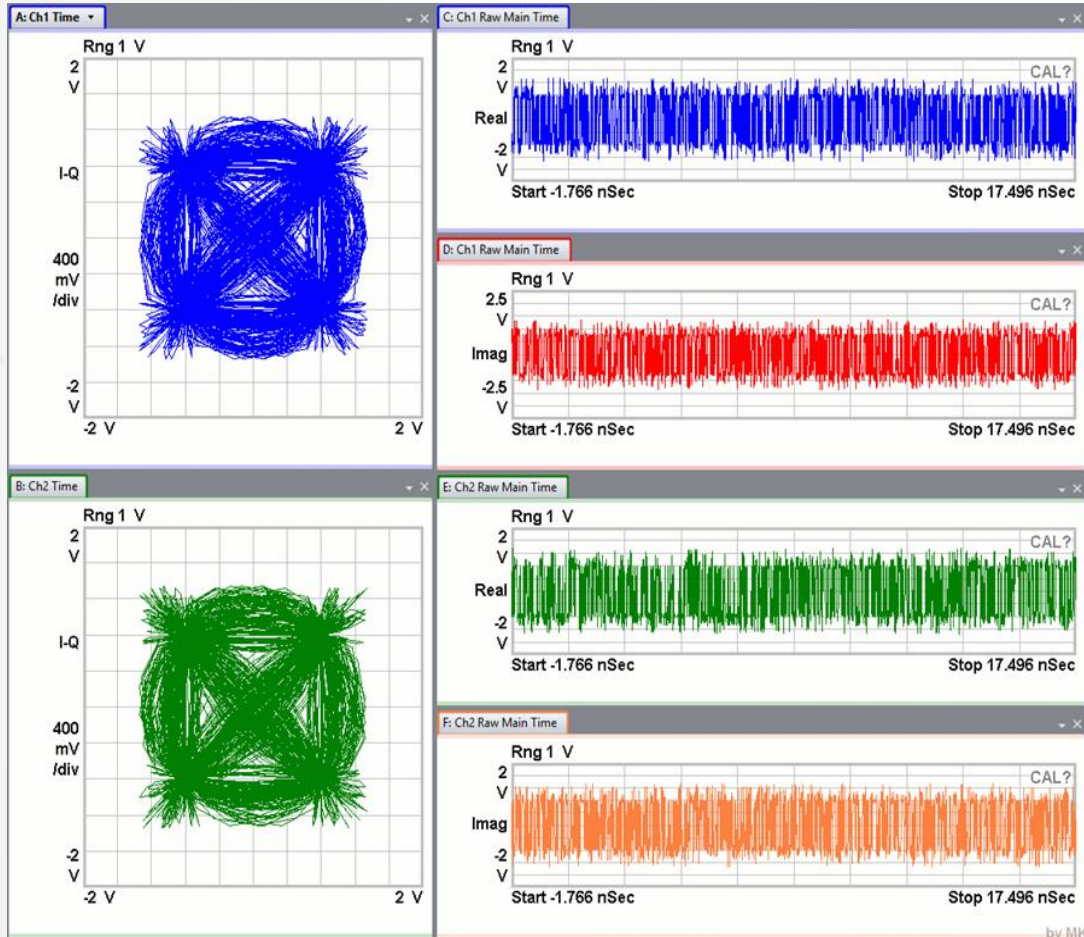 A: Ch1 Time
Rng 1 V
2
V
I-Q
400
mV
/div
-2
V
-2 V
2 V
B: Ch2 Time
Rng 1 V
2
V
I-Q
400
mV
/div
-2
V
-2 V
2 V
C: Ch1 Raw Main Time
Rng 1 V
CAL?
2
V
Real
-2
V
Start -1.766 nSec
Stop 17.496 nSec
D: Ch1 Raw Main Time
Rng 1 V
CAL?
2.5
V
Imag
-2.5
V
Start -1.766 nSec
Stop 17.496 nSec
E: Ch2 Raw Main Time
Rng 1 V
CAL?
2
V
Real
-2
V
Start -1.766 nSec
Stop 17.496 nSec
F: Ch2 Raw Main Time
Rng 1 V
CAL?
2
V
Imag
-2
V
Start -1.766 nSec
Stop 17.496 nSec
by MK